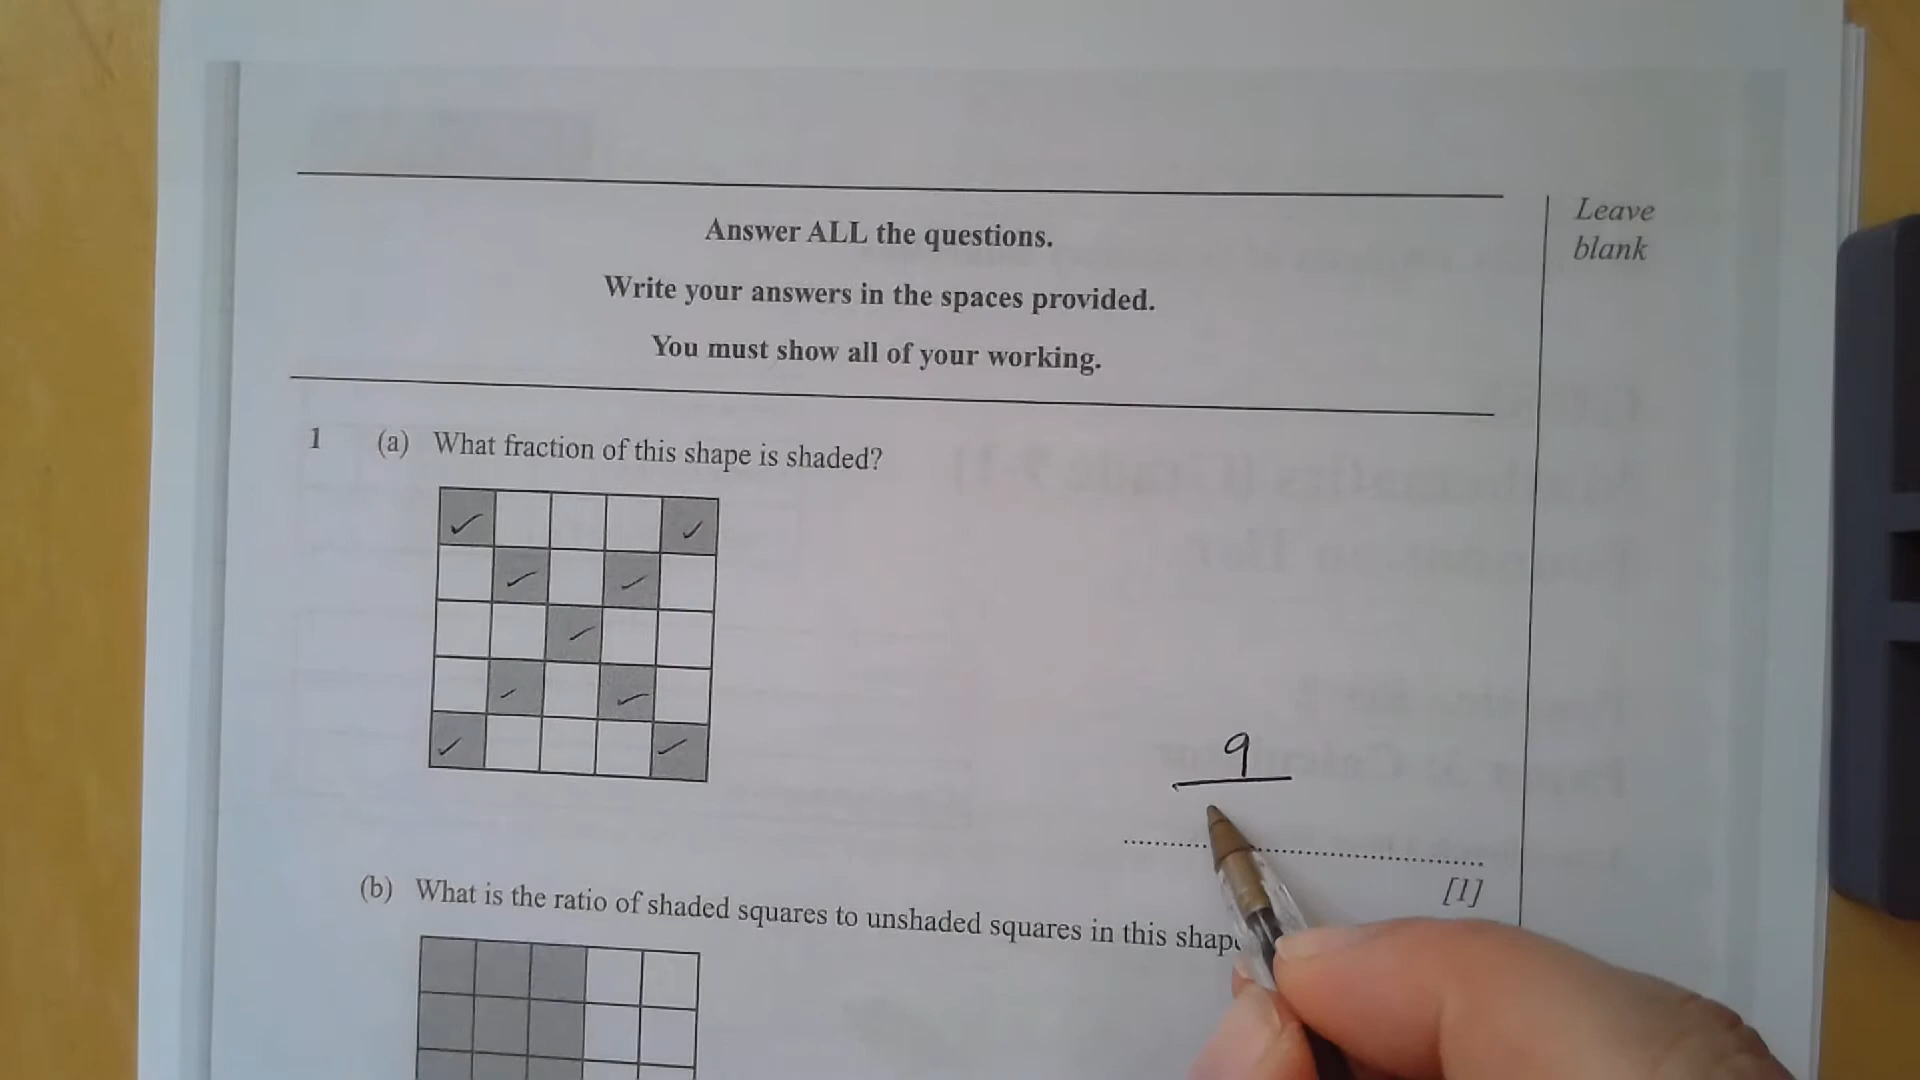 Answer ALL the questions.
Write your answers in the spaces provided.
You must show all of your working.
Leave
blank
1 (a) What fraction of this shape is shaded?
9
[1]
(b) What is the ratio of shaded squares to unshaded squares in this